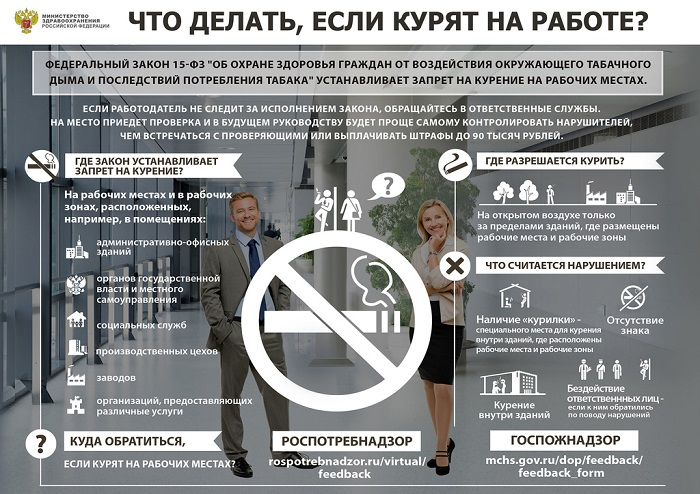 МИНИСТЕРСТВО
ЗДРАВООХРАНЕНИЯ
РОССИЙСКОЙ ФЕДЕРАЦИИ
ЧТО ДЕЛАТЬ, ЕСЛИ КУРЯТ НА РАБОТЕ?
ФЕДЕРАЛЬНЫЙ ЗАКОН 15-ФЗ "ОБ ОХРАНЕ ЗДОРОВЬЯ ГРАЖДАН ОТ ВОЗДЕЙСТВИЯ ОКРУЖАЮЩЕГО ТАБАЧНОГО
ДЫМА И ПОСЛЕДСТВИЙ ПОТРЕБЛЕНИЯ ТАБАКА" УСТАНАВЛИВАЕТ ЗАПРЕТ НА КУРЕНИЕ НА РАБОЧИХ МЕСТАХ.
ЕСЛИ РАБОТОДАТЕЛЬ НЕ СЛЕДИТ ЗА ИСПОЛНЕНИЕМ ЗАКОНА, ОБРАЩАЙТЕСЬ В ОТВЕТСТВЕННЫЕ СЛУЖБЫ.
НА МЕСТО ПРИЕДЕТ ПРОВЕРКА И В БУДУЩЕМ РУКОВОДСТВУ БУДЕТ ПРОЩЕ САМОМУ КОНТРОЛИРОВАТЬ НАРУШИТЕЛЕЙ,
ЧЕМ ВСТРЕЧАТЬСЯ С ПРОВЕРЯЮЩИМИ ИЛИ ВЫПЛАЧИВАТЬ ШТРАФЫ ДО 90 ТЫСЯЧ РУБЛЕЙ.
ГДЕ ЗАКОН УСТАНАВЛИВАЕТ
ЗАПРЕТ НА КУРЕНИЕ?
На рабочих местах и в рабочих
зонах, расположенных,
например, в помещениях:
административно-офисных
зданий
органов государственной
власти и местного
самоуправления
социальных служб
производственных цехов
заводов
организаций, предоставляющих
различные услуги
?
ГДЕ РАЗРЕШАЕТСЯ КУРИТЬ?
На открытом воздухе только
за пределами зданий, где размещены
рабочие места и рабочие зоны
ЧТО СЧИТАЕТСЯ НАРУШЕНИЕМ?
Наличие «курилки» -
специального места для курения
внутри зданий, где расположены
рабочие места и рабочие зоны
Отсутствие
знака
Курение
внутри зданий
Бездействие
ответственнных лиц -
если к ним обратились
по поводу нарушений
?
КУДА ОБРАТИТЬСЯ,
ЕСЛИ КУРЯТ НА РАБОЧИХ МЕСТАХ?
РОСПОТРЕБНАДЗОР
rospotrebnadzor.ru/virtual/
feedback
ГОСПОЖНАДЗОР
mchs.gov.ru/dop/feedback/
feedback_form